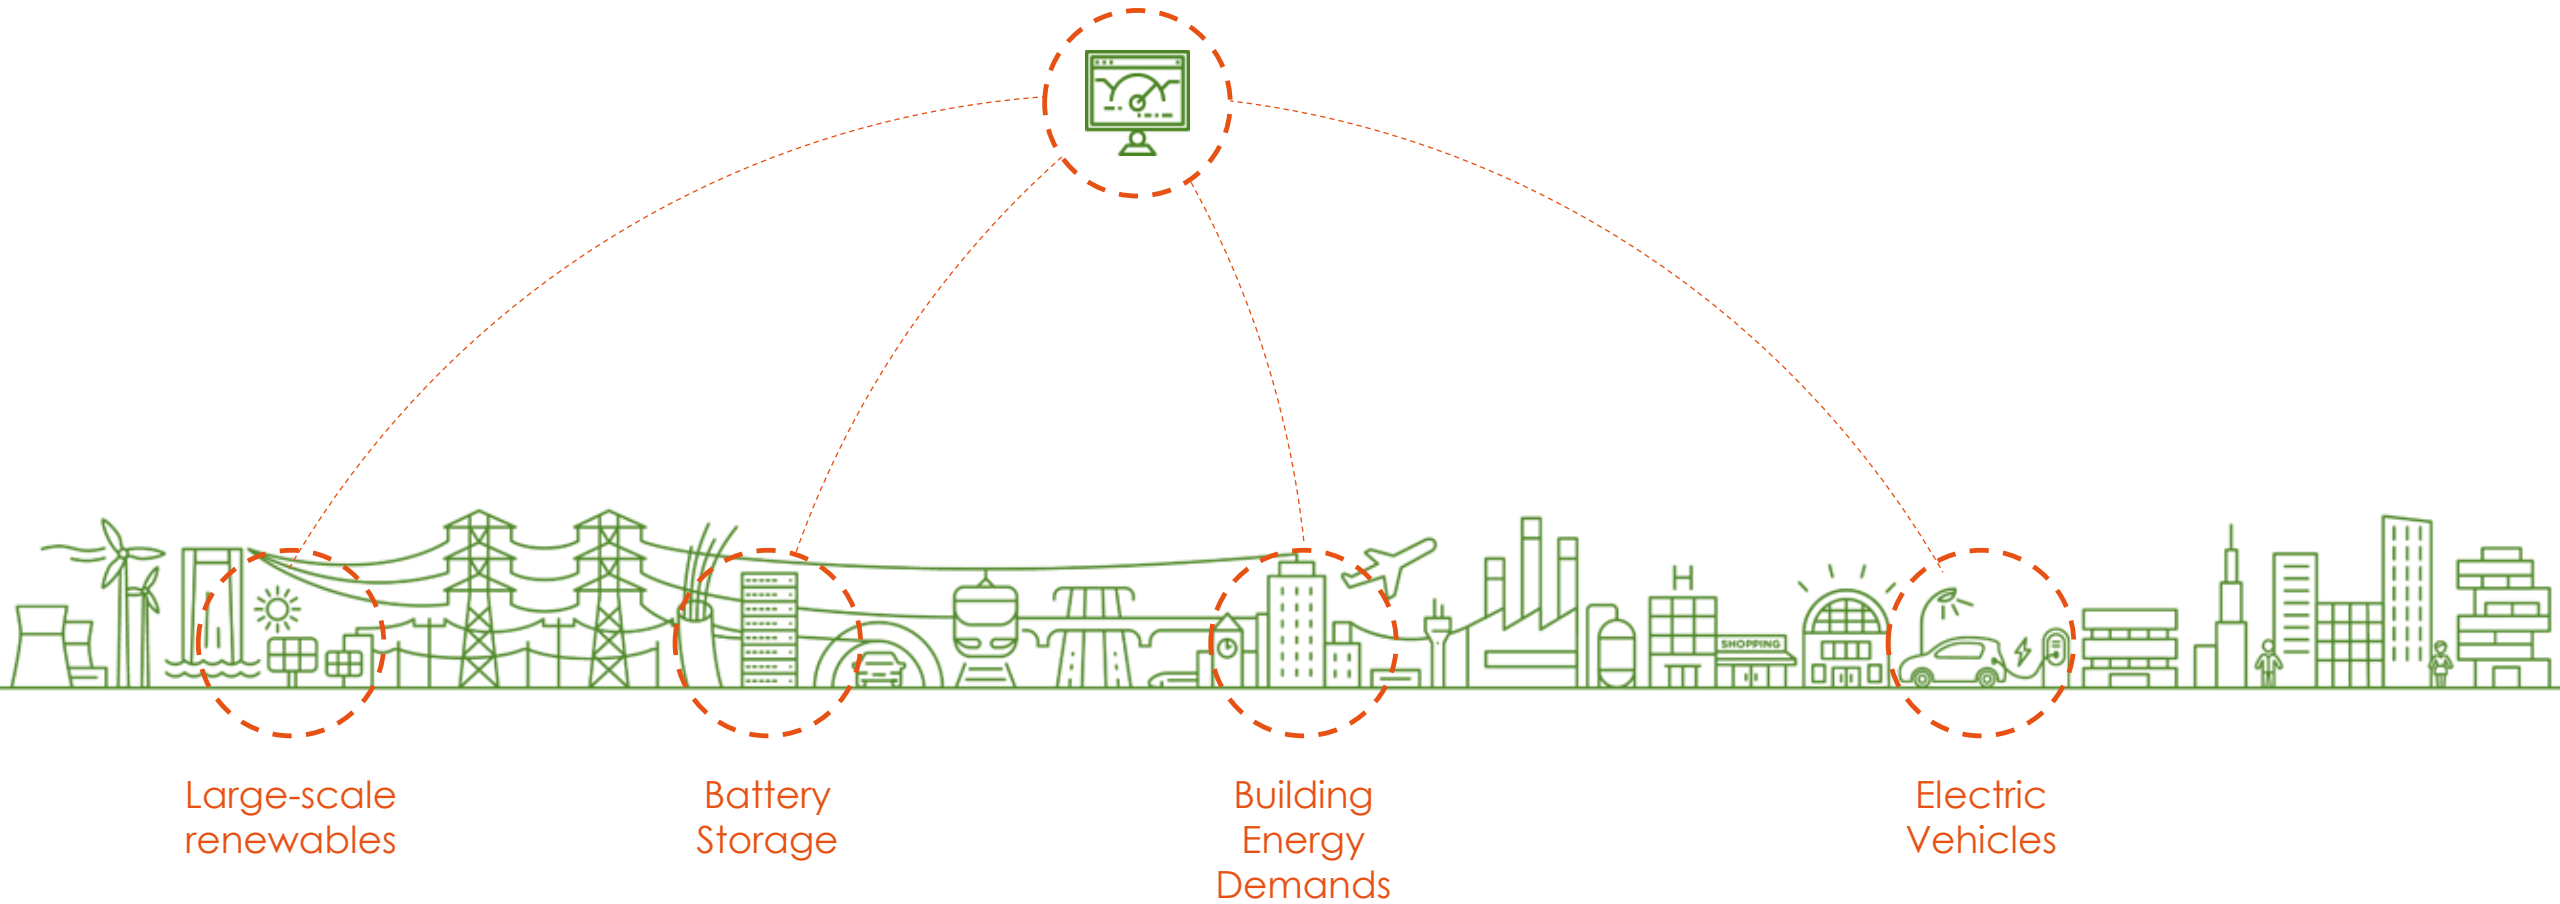 SHOPPING
Large-scale
renewables
Battery
Storage
Building
Energy
Demands
Electric
Vehicles